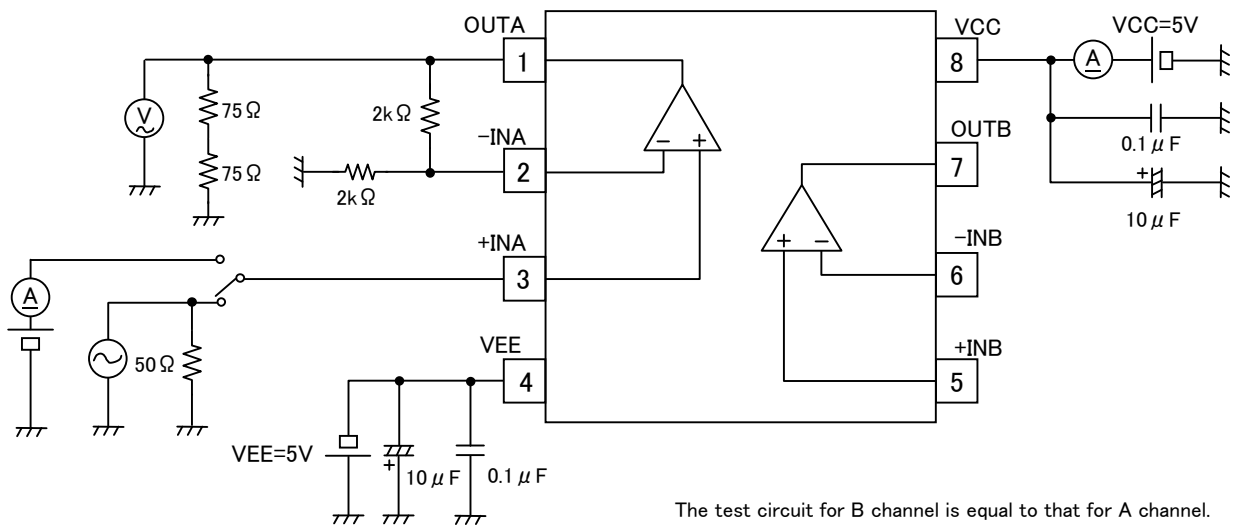 OUTA
1
VCC
8
VCC=5V
A
V
75Ω
75Ω
2kΩ
-INA
2
2kΩ
0.1μF
+
10μF
OUTB
7
-INB
6
+INB
5
- +
+ -
+INA
3
A
50Ω
VEE
4
VEE=5V
+
10μF
0.1μF
The test circuit for B channel is equal to that for A channel.